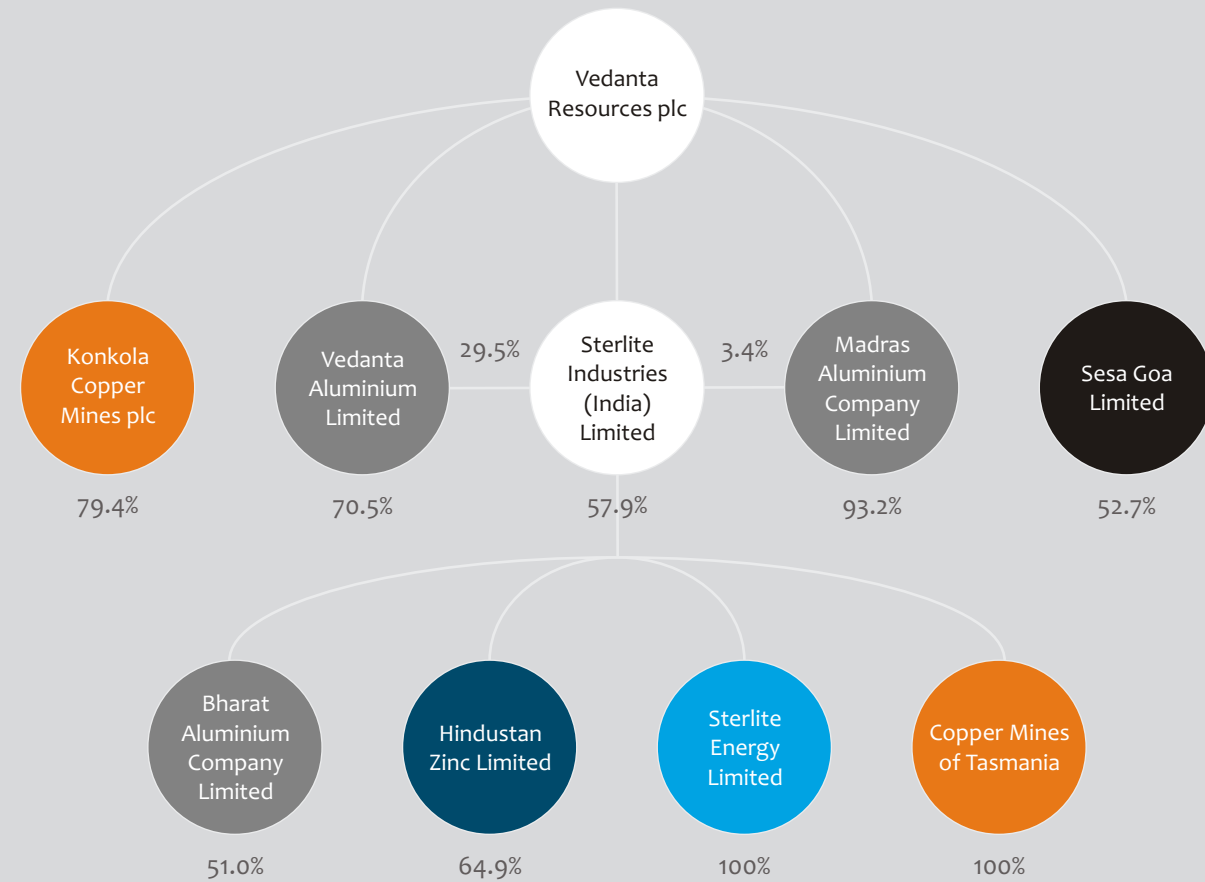 Vedanta
Resources plc
Konkola
Copper
Mines plc
79.4%
Vedanta
Aluminium
Limited
70.5%
29.5%
Sterlite
Industries
(India)
Limited
57.9%
3.4%
Madras
Aluminium
Company
Limited
93.2%
Sesa Goa
Limited
52.7%
Bharat
Aluminium
Company
Limited
51.0%
Hindustan
Zinc Limited
64.9%
Sterlite
Energy
Limited
100%
Copper Mines
of Tasmania
100%